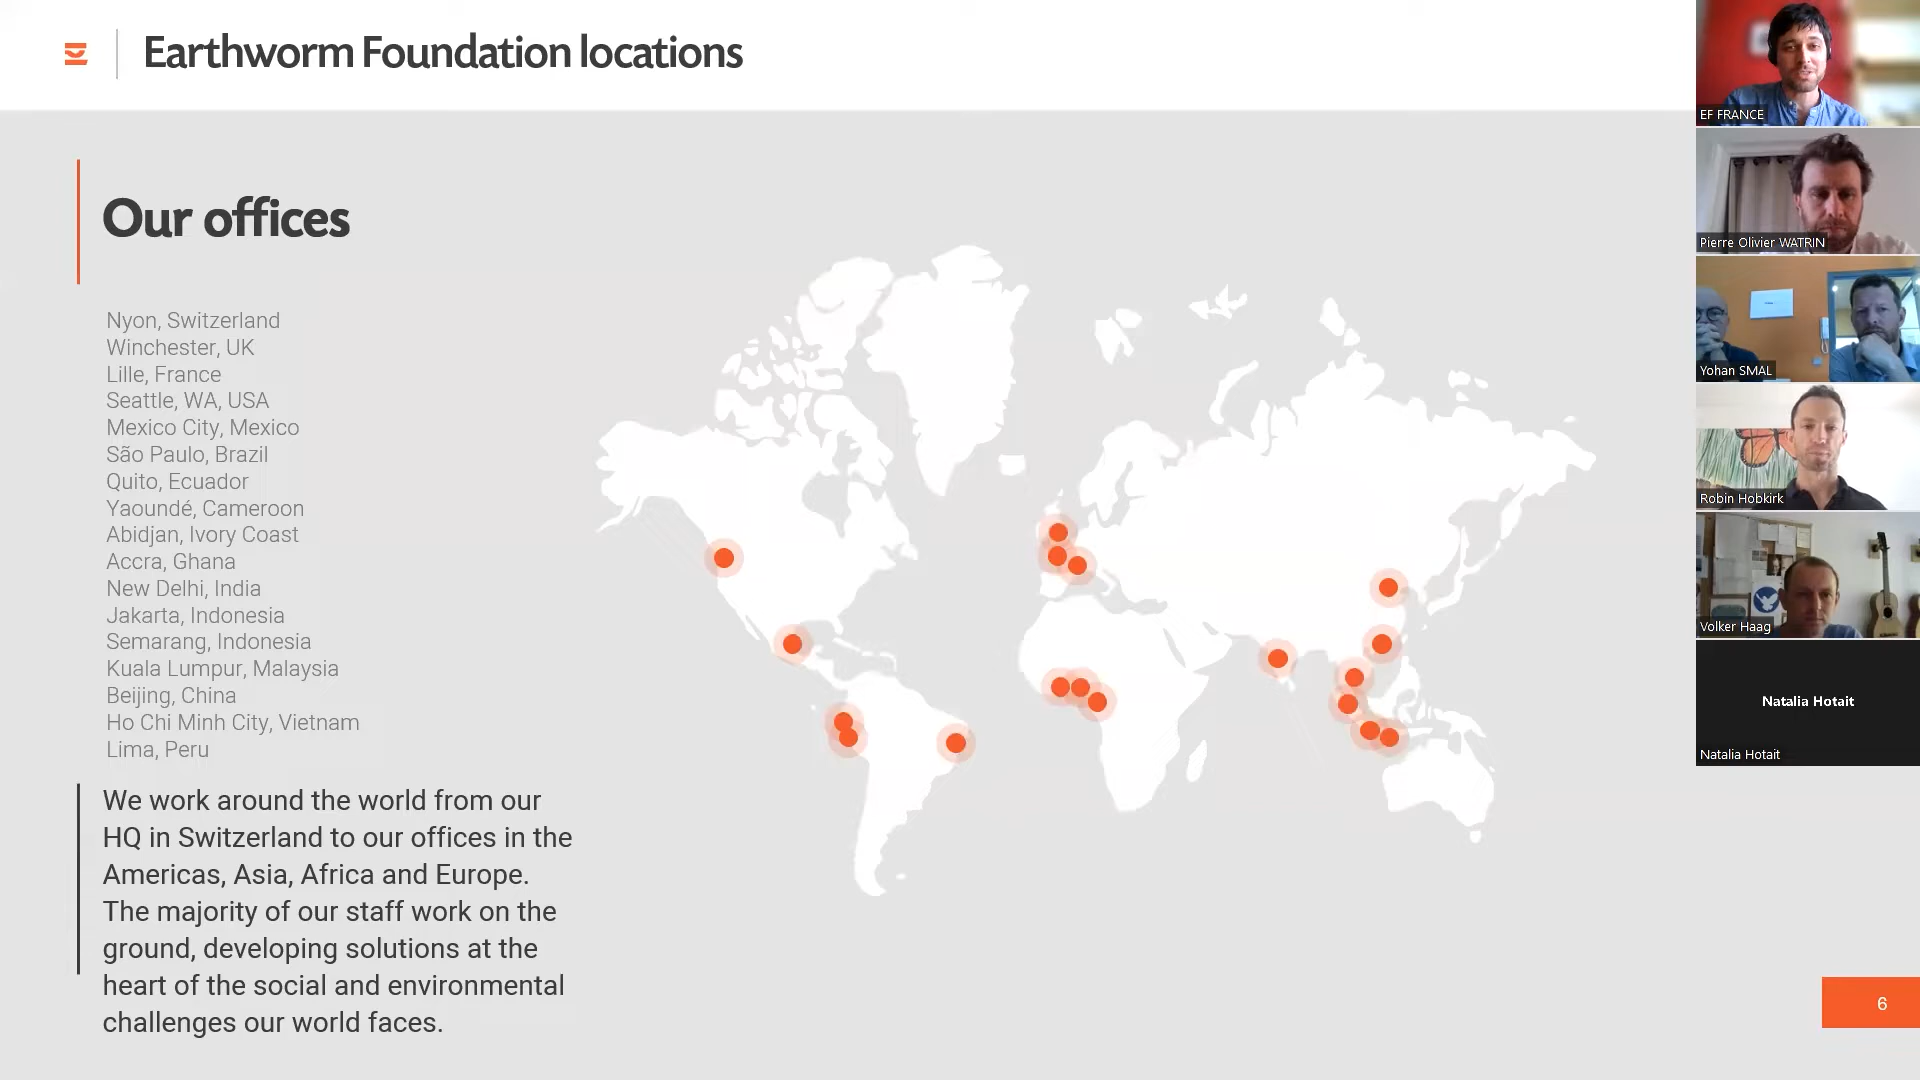 Earthworm Foundation locations
Our offices
Nyon, Switzerland
Winchester, UK
Lille, France
Seattle, WA, USA
Mexico City, Mexico
São Paulo, Brazil
Quito, Ecuador
Yaoundé, Cameroon
Abidjan, Ivory Coast
Accra, Ghana
New Delhi, India
Jakarta, Indonesia
Semarang, Indonesia
Kuala Lumpur, Malaysia
Beijing, China
Ho Chi Minh City, Vietnam
Lima, Peru
We work around the world from our
HQ in Switzerland to our offices in the
Americas, Asia, Africa and Europe.
The majority of our staff work on the
ground, developing solutions at the
heart of the social and environmental
challenges our world faces.
EF FRANCE
Pierre Olivier WATRIN
Yohan SMAL
Robin Hobkirk
Volker Haag
Natalia Hotait
Natalia Hotait
6